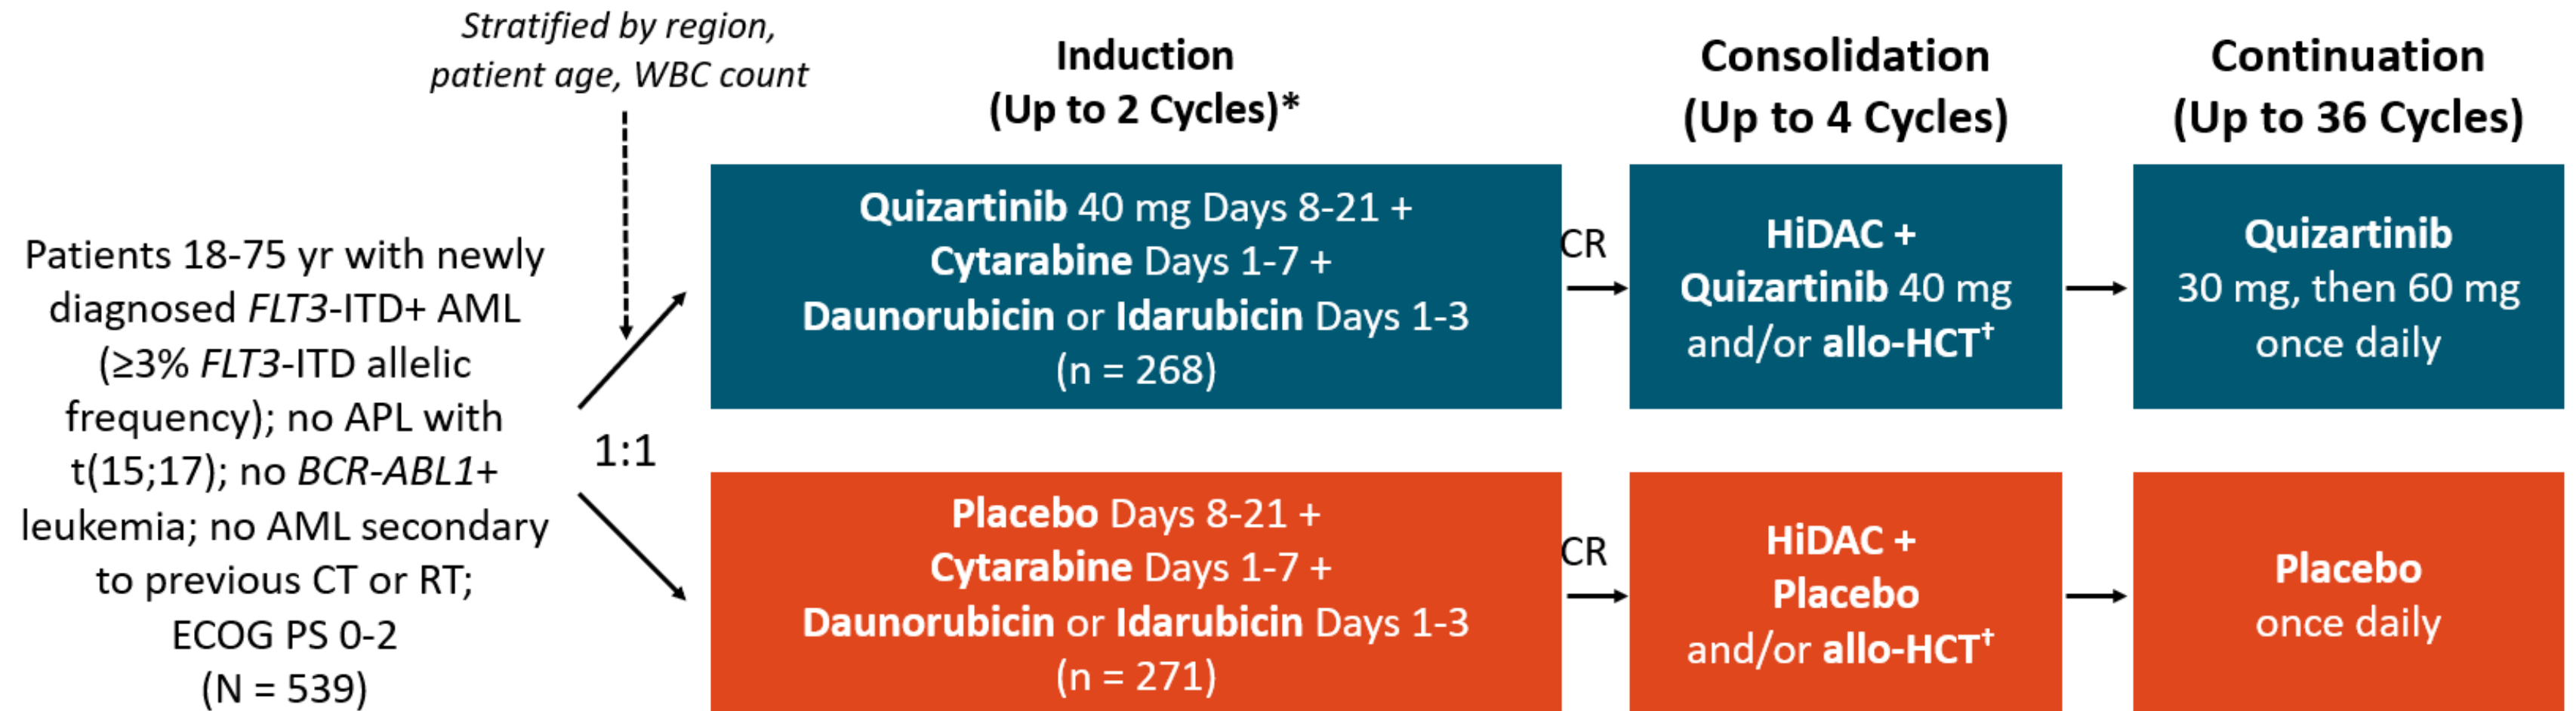 Stratified by region,
patient age, WBC count
Induction
(Up to 2 Cycles)*
Consolidation
(Up to 4 Cycles)
Continuation
(Up to 36 Cycles)
Patients 18-75 yr with newly
diagnosed FLT3-ITD+ AML
(≥3% FLT3-ITD allelic
frequency); no APL with
t(15;17); no BCR-ABL1+
leukemia; no AML secondary
to previous CT or RT;
ECOG PS 0-2
(N = 539)
1:1
Quizartinib 40 mg Days 8-21 +
Cytarabine Days 1-7 +
Daunorubicin or Idarubicin Days 1-3
(n = 268)
CR
HiDAC +
Quizartinib 40 mg
and/or allo-HCT†
Quizartinib
30 mg, then 60 mg
once daily
Placebo Days 8-21 +
Cytarabine Days 1-7 +
Daunorubicin or Idarubicin Days 1-3
(n = 271)
CR
HiDAC +
Placebo
and/or allo-HCT†
Placebo
once daily